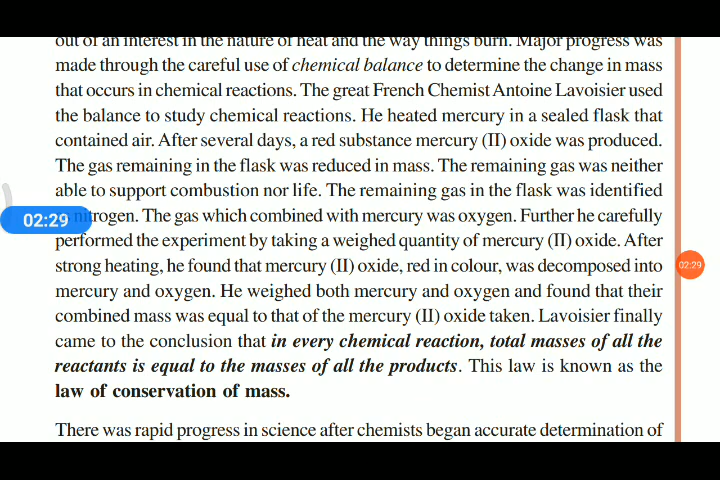 out of an interest in the nature of heat and the way things burn. Major progress was
made through the careful use of chemical balance to determine the change in mass
that occurs in chemical reactions. The great French Chemist Antoine Lavoisier used
the balance to study chemical reactions. He heated mercury in a sealed flask that
contained air. After several days, a red substance mercury (II) oxide was produced.
The gas remaining in the flask was reduced in mass. The remaining gas was neither
able to support combustion nor life. The remaining gas in the flask was identified
nitrogen. The gas which combined with mercury was oxygen. Further he carefully
02:29
performed the experiment by taking a weighed quantity of mercury (II) oxide. After
strong heating, he found that mercury (II) oxide, red in colour, was decomposed into
02:29
mercury and oxygen. He weighed both mercury and oxygen and found that their
combined mass was equal to that of the mercury (II) oxide taken. Lavoisier finally
came to the conclusion that in every chemical reaction, total masses of all the
reactants is equal to the masses of all the products. This law is known as the
law of conservation of mass.
There was rapid progress in science after chemists began accurate determination of